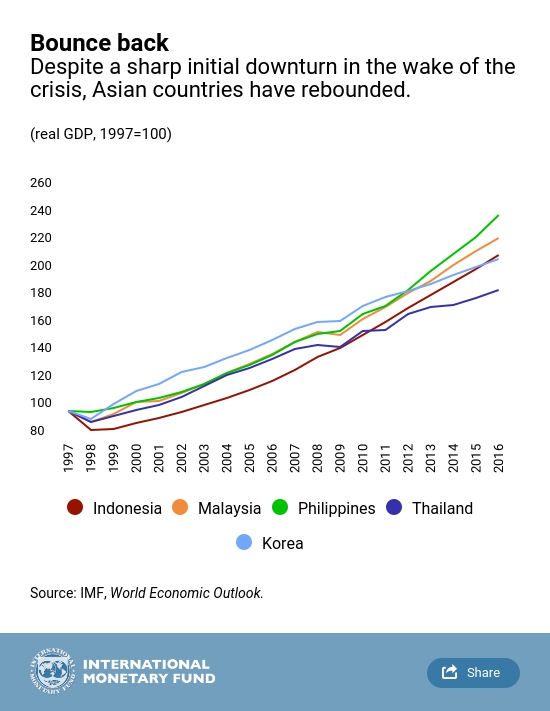 Bounce back
Despite a sharp initial downturn in the wake of the
crisis, Asian countries have rebounded.
(real GDP, 1997=100)
260
240
220
200
180
160
140
120
100
80
1997 1998 1999 2000 2001 2002 2003 2004 2005 2006 2007 2008 2009 2010 2011 2012 2013 2014 2015 2016
Indonesia Malaysia Philippines Thailand
Korea
Source: IMF, World Economic Outlook.
INTERNATIONAL
MONETARY FUND
Share